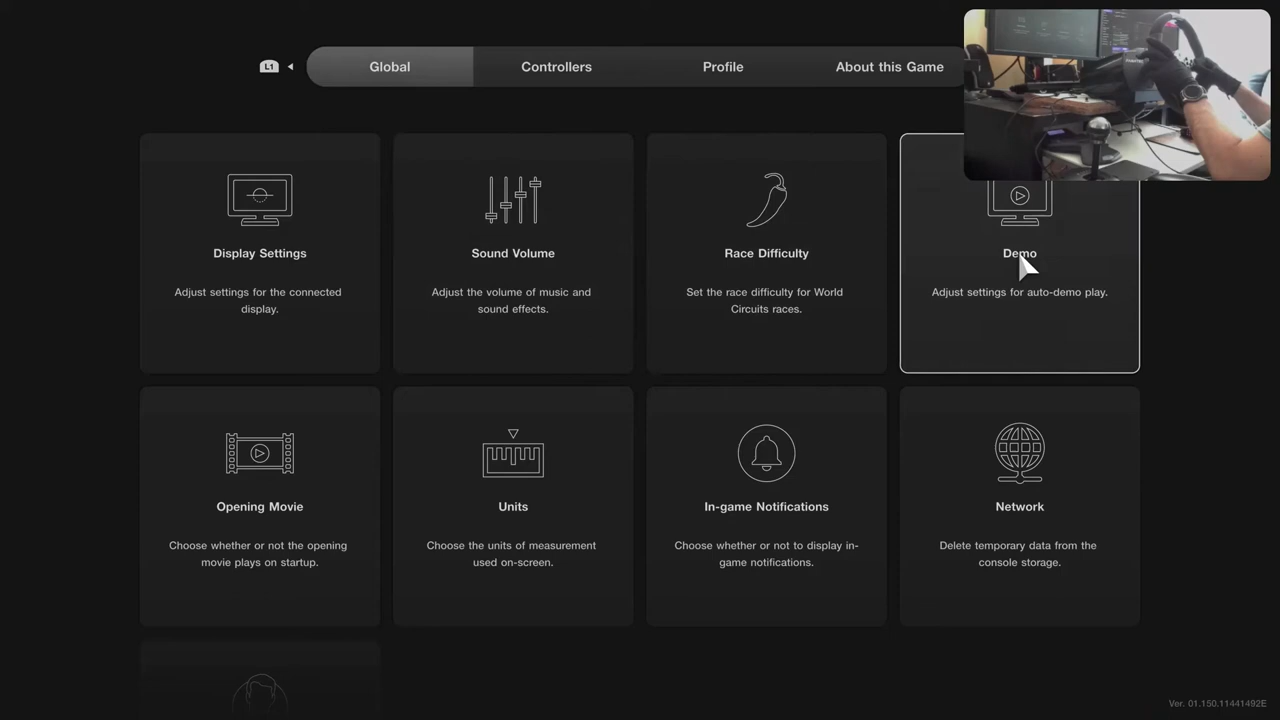 L1
Global
Controllers
Profile
About this Game
Display Settings
Adjust settings for the connected
display.
Sound Volume
Adjust the volume of music and
sound effects.
Race Difficulty
Set the race difficulty for World
Circuits races.
Demo
Adjust settings for auto-demo play.
Opening Movie
Choose whether or not the opening
movie plays on startup.
Units
Choose the units of measurement
used on-screen.
In-game Notifications
Choose whether or not to display in-
game notifications.
Network
Delete temporary data from the
console storage.
Ver. 01.150.11441492E